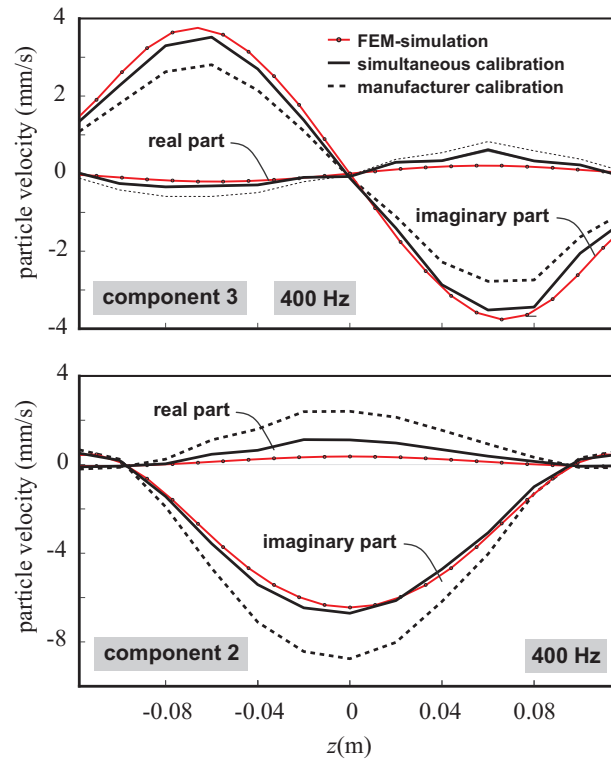 4
FEM-simulation
simultaneous calibration
2
manufacturer calibration
real part
0
particle velocity (mm/s)
imaginary part
-2
component 3 400 Hz
-4
4
real part
0
particle velocity (mm/s)
-4
imaginary part
-8
component 2 400 Hz
-0.08 -0.04 0 0.04 0.08
z(m)